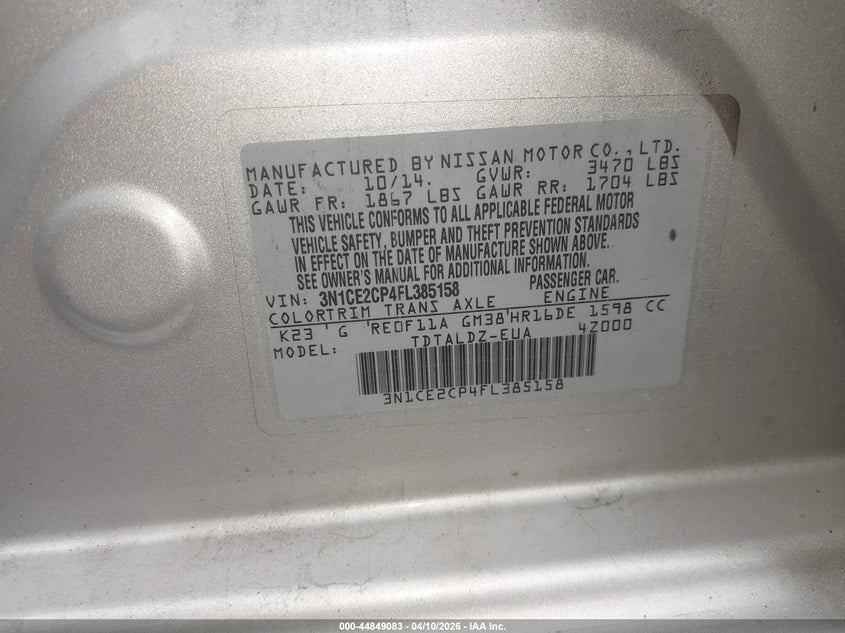 MANUFACTURED BY NISSAN MOTOR CO., LTD.
DATE: 10/14. GVWR: 3470 LBS
GAWR FR: 1867 LBS GAWR RR: 1704 LBS
THIS VEHICLE CONFORMS TO ALL APPLICABLE FEDERAL MOTOR
VEHICLE SAFETY, BUMPER AND THEFT PREVENTION STANDARDS
IN EFFECT ON THE DATE OF MANUFACTURE SHOWN ABOVE.
SEE OWNER'S MANUAL FOR ADDITIONAL INFORMATION.
VIN: 3N1CE2CP4FL385158 PASSENGER CAR.
COLOR TRIM TRANS AXLE ENGINE
K23 ' G 'RE0F11A GM38'HR16DE 1598 CC
MODEL: TDTALDZ-EUA 4Z000
3N1CE2CP4FL385158
000-44849083 - 04/10/2026 - IAA Inc.